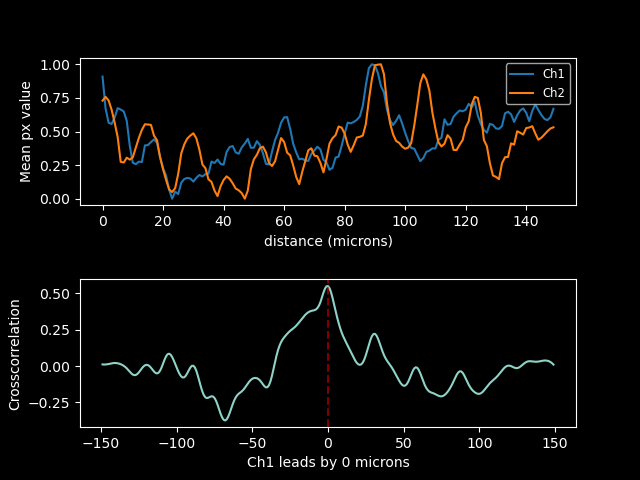 1.00
0.75
0.50
0.25
0.00
Mean px value
Ch1
Ch2
0 20 40 60 80 100 120 140
distance (microns)
0.50
0.25
0.00
−0.25
Crosscorrelation
−150 −100 −50 0 50 100 150
Ch1 leads by 0 microns